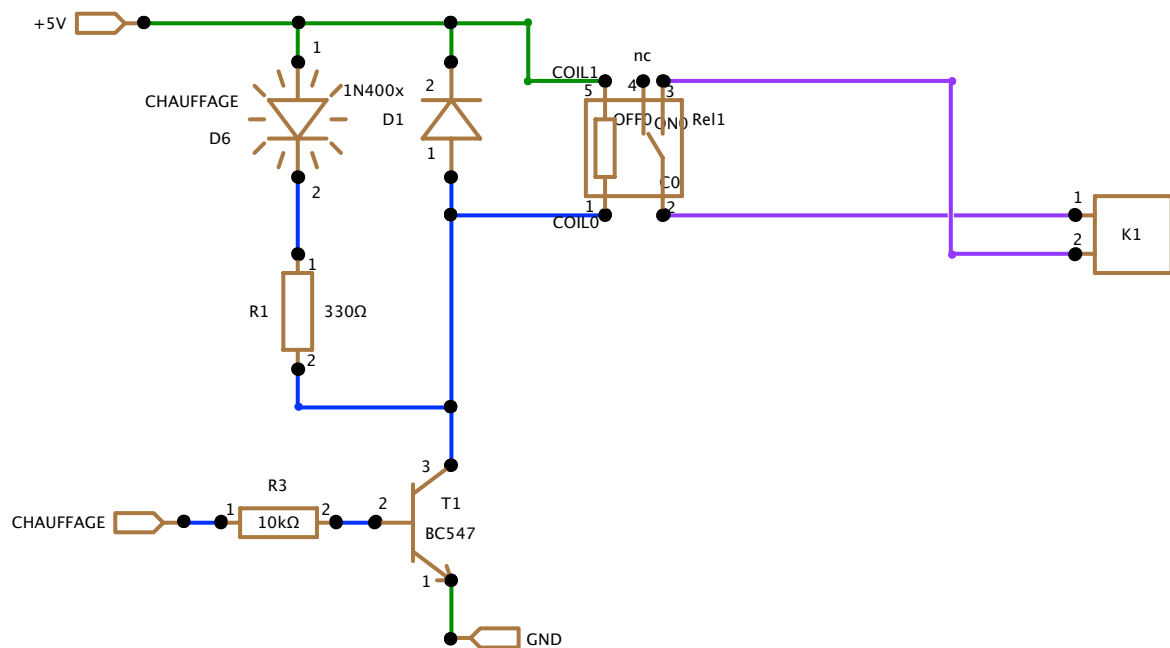 +5V
nc
1
COIL1
4
CHAUFFAGE
2
1N400x
5
3
D6
D1
OFF0
ON0
Rel1
1
2
C0
1
2
COIL0
1
K1
2
1
R1
330Ω
2
3
R3
T1
1
2
2
CHAUFFAGE
10kΩ
BC547
1
GND